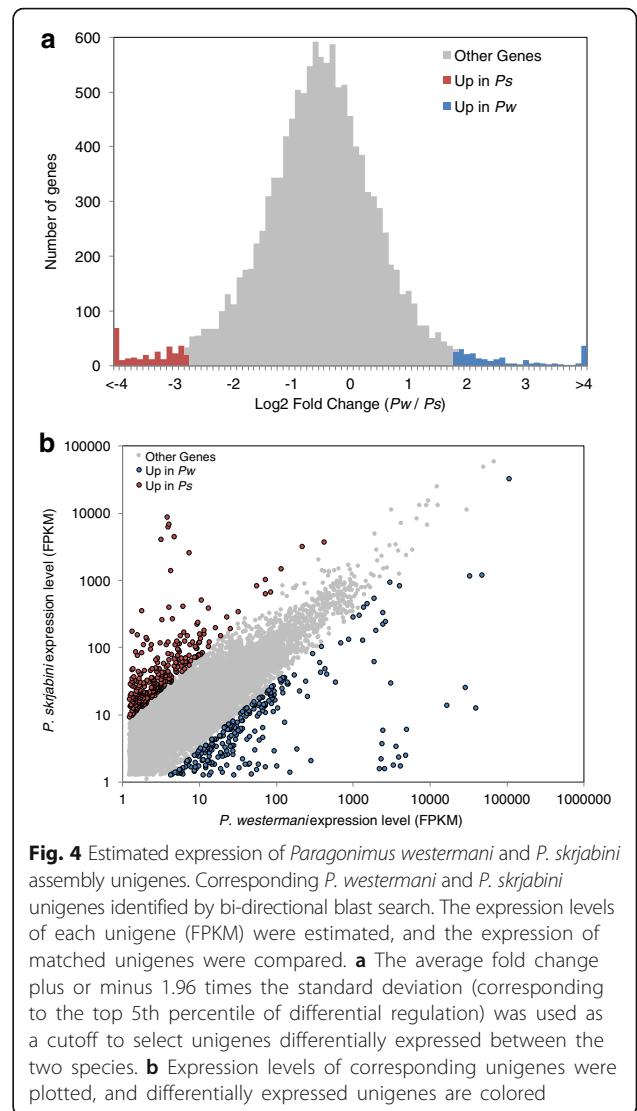 a
600
500
400
300
200
100
0
Number of genes
Other Genes
Up in Ps
Up in Pw
<-4 -3 -2 -1 0 1 2 3 >4
Log2 Fold Change (Pw / Ps)
b
100000
10000
1000
100
10
1
P. skrjabini expression level (FPKM)
Other Genes
Up in Pw
Up in Ps
1 10 100 1000 10000 100000 1000000
P. westermani expression level (FPKM)
Fig. 4 Estimated expression of Paragonimus westermani and P. skrjabini
assembly unigenes. Corresponding P. westermani and P. skrjabini
unigenes identified by bi-directional blast search. The expression levels
of each unigene (FPKM) were estimated, and the expression of
matched unigenes were compared. a The average fold change
plus or minus 1.96 times the standard deviation (corresponding
to the top 5th percentile of differential regulation) was used as
a cutoff to select unigenes differentially expressed between the
two species. b Expression levels of corresponding unigenes were
plotted, and differentially expressed unigenes are colored